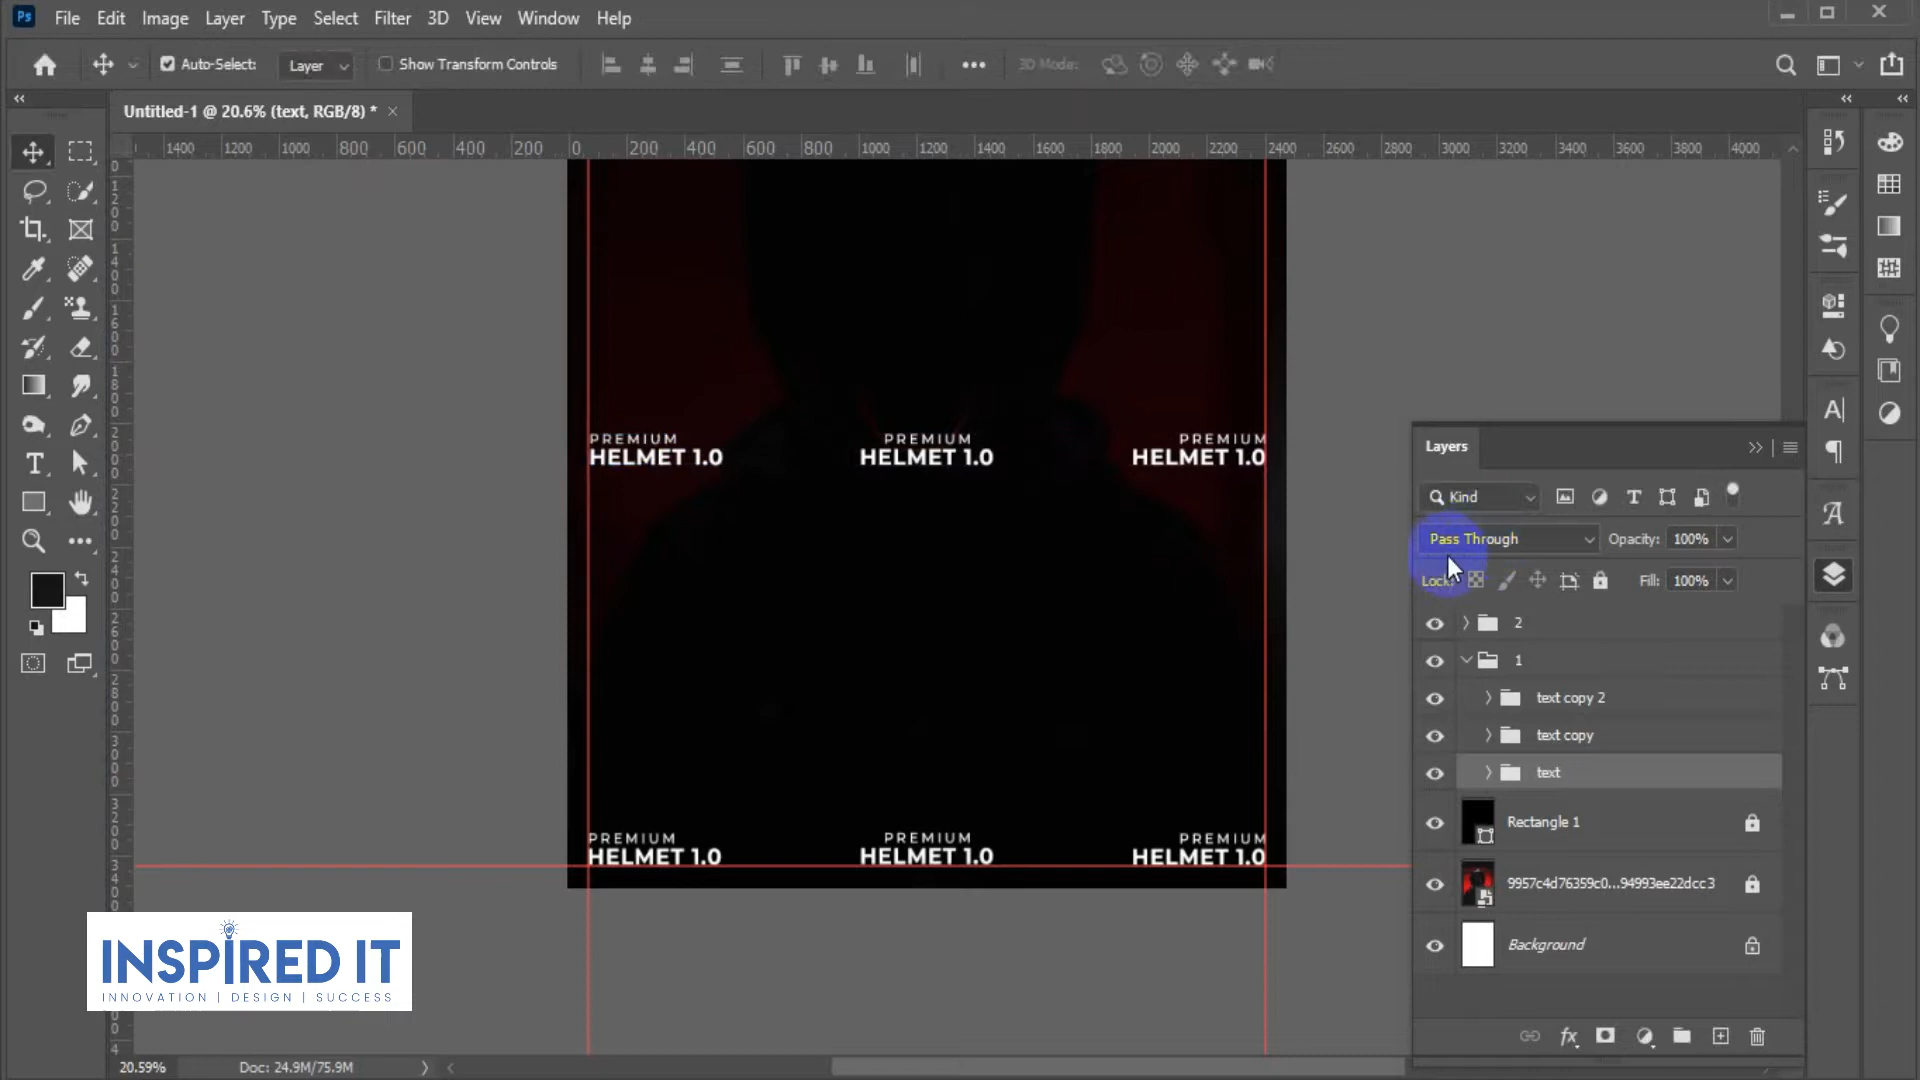 Ps File Edit Image Layer Type Select Filter 3D View Window Help
Auto-Select: Layer Show Transform Controls 3D Mode:
Untitled-1 @ 20.6% (text, RGB/8) *
1400 1200 1000 800 600 400 200 0 200 400 600 800 1000 1200 1400 1600 1800 2000 2200 2400 2600 2800 3000 3200 3400 3600 3800 4000
PREMIUM PREMIUM PREMIUM
HELMET 1.0 HELMET 1.0 HELMET 1.0
Layers
Kind
Pass Through Opacity: 100%
Lock: Fill: 100%
2
1
text copy 2
text copy
text
Rectangle 1
9957c4d76359c0...94993ee22dcc3
Background
PREMIUM PREMIUM PREMIUM
HELMET 1.0 HELMET 1.0 HELMET 1.0
INSPIRED IT
INNOVATION | DESIGN | SUCCESS
20.59% Doc: 24.9M/75.9M